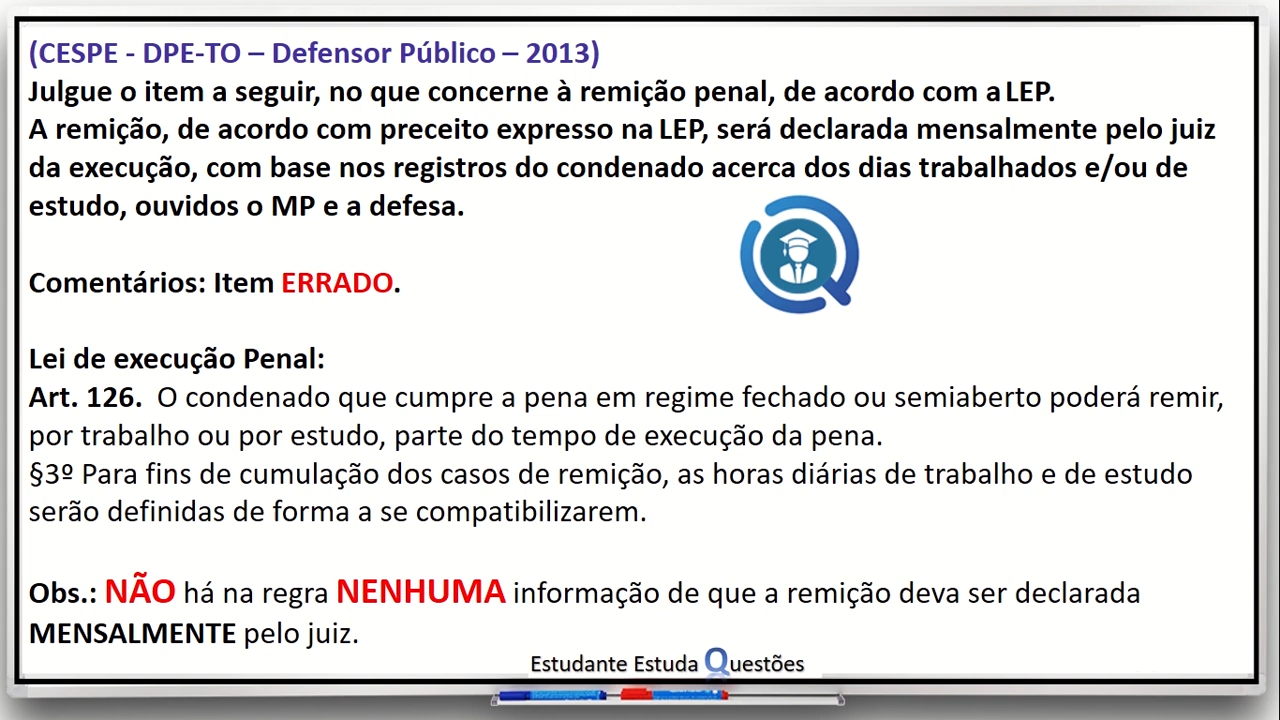 (CESPE - DPE-TO – Defensor Público – 2013)
Julgue o item a seguir, no que concerne à remição penal, de acordo com a LEP.
A remição, de acordo com preceito expresso na LEP, será declarada mensalmente pelo juiz
da execução, com base nos registros do condenado acerca dos dias trabalhados e/ou de
estudo, ouvidos o MP e a defesa.
Comentários: Item ERRADO.
Lei de execução Penal:
Art. 126. O condenado que cumpre a pena em regime fechado ou semiaberto poderá remir,
por trabalho ou por estudo, parte do tempo de execução da pena.
§3º Para fins de cumulação dos casos de remição, as horas diárias de trabalho e de estudo
serão definidas de forma a se compatibilizarem.
Obs.: NÃO há na regra NENHUMA informação de que a remição deva ser declarada
MENSALMENTE pelo juiz.
Estudante Estuda Questões